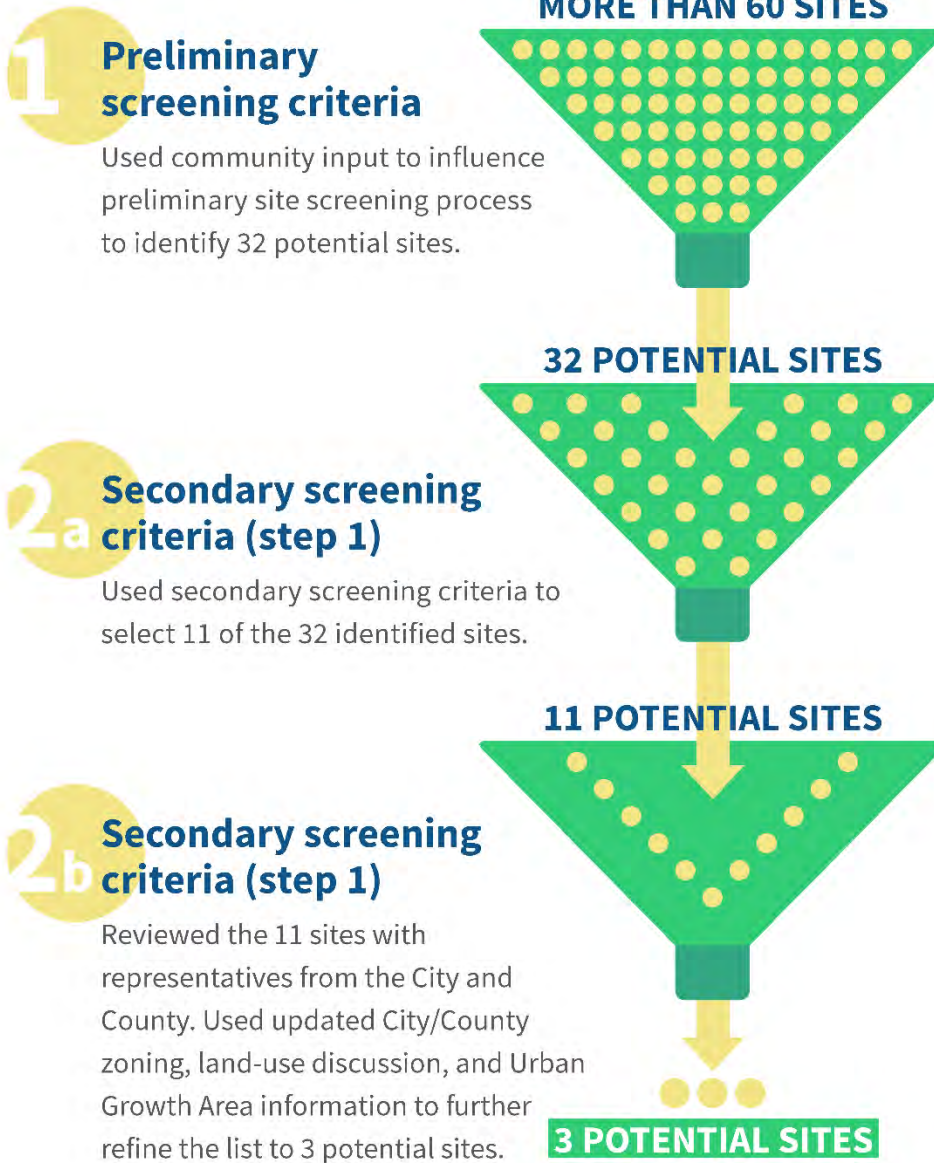 MORE THAN 60 SITES
1
Preliminary
screening criteria
Used community input to influence
preliminary site screening process
to identify 32 potential sites.
32 POTENTIAL SITES
2a
Secondary screening
criteria (step 1)
Used secondary screening criteria to
select 11 of the 32 identified sites.
11 POTENTIAL SITES
2b
Secondary screening
criteria (step 1)
Reviewed the 11 sites with
representatives from the City and
County. Used updated City/County
zoning, land-use discussion, and Urban
Growth Area information to further
refine the list to 3 potential sites.
3 POTENTIAL SITES